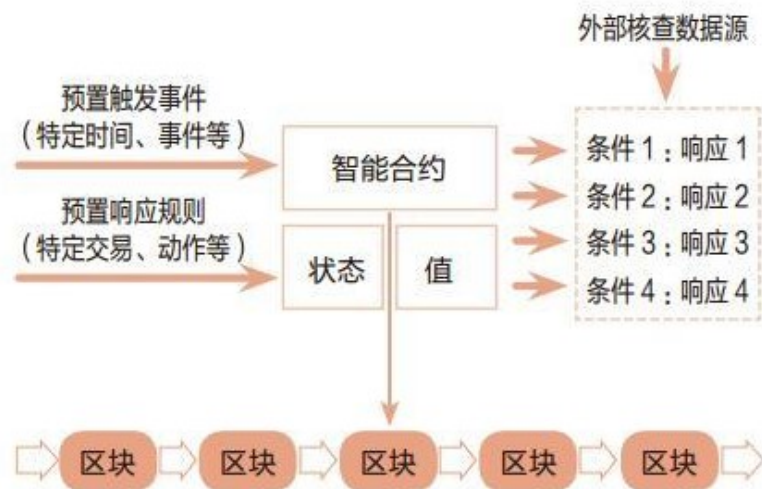 外部核查数据源
预置触发事件
（特定时间、事件等）
预置响应规则
（特定交易、动作等）
智能合约
状态
值
条件1：响应1
条件2：响应2
条件3：响应3
条件4：响应4
区块
区块
区块
区块
区块